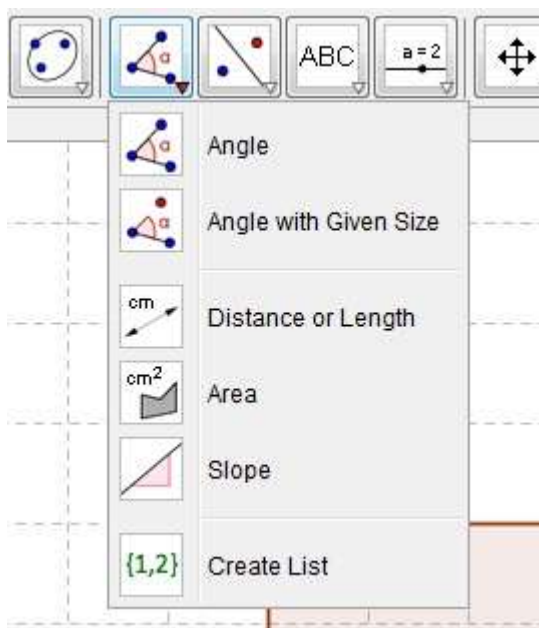 ABC
a = 2
α
α
Angle
α
Angle with Given Size
cm
Distance or Length
cm²
Area
Slope
{1,2}
Create List